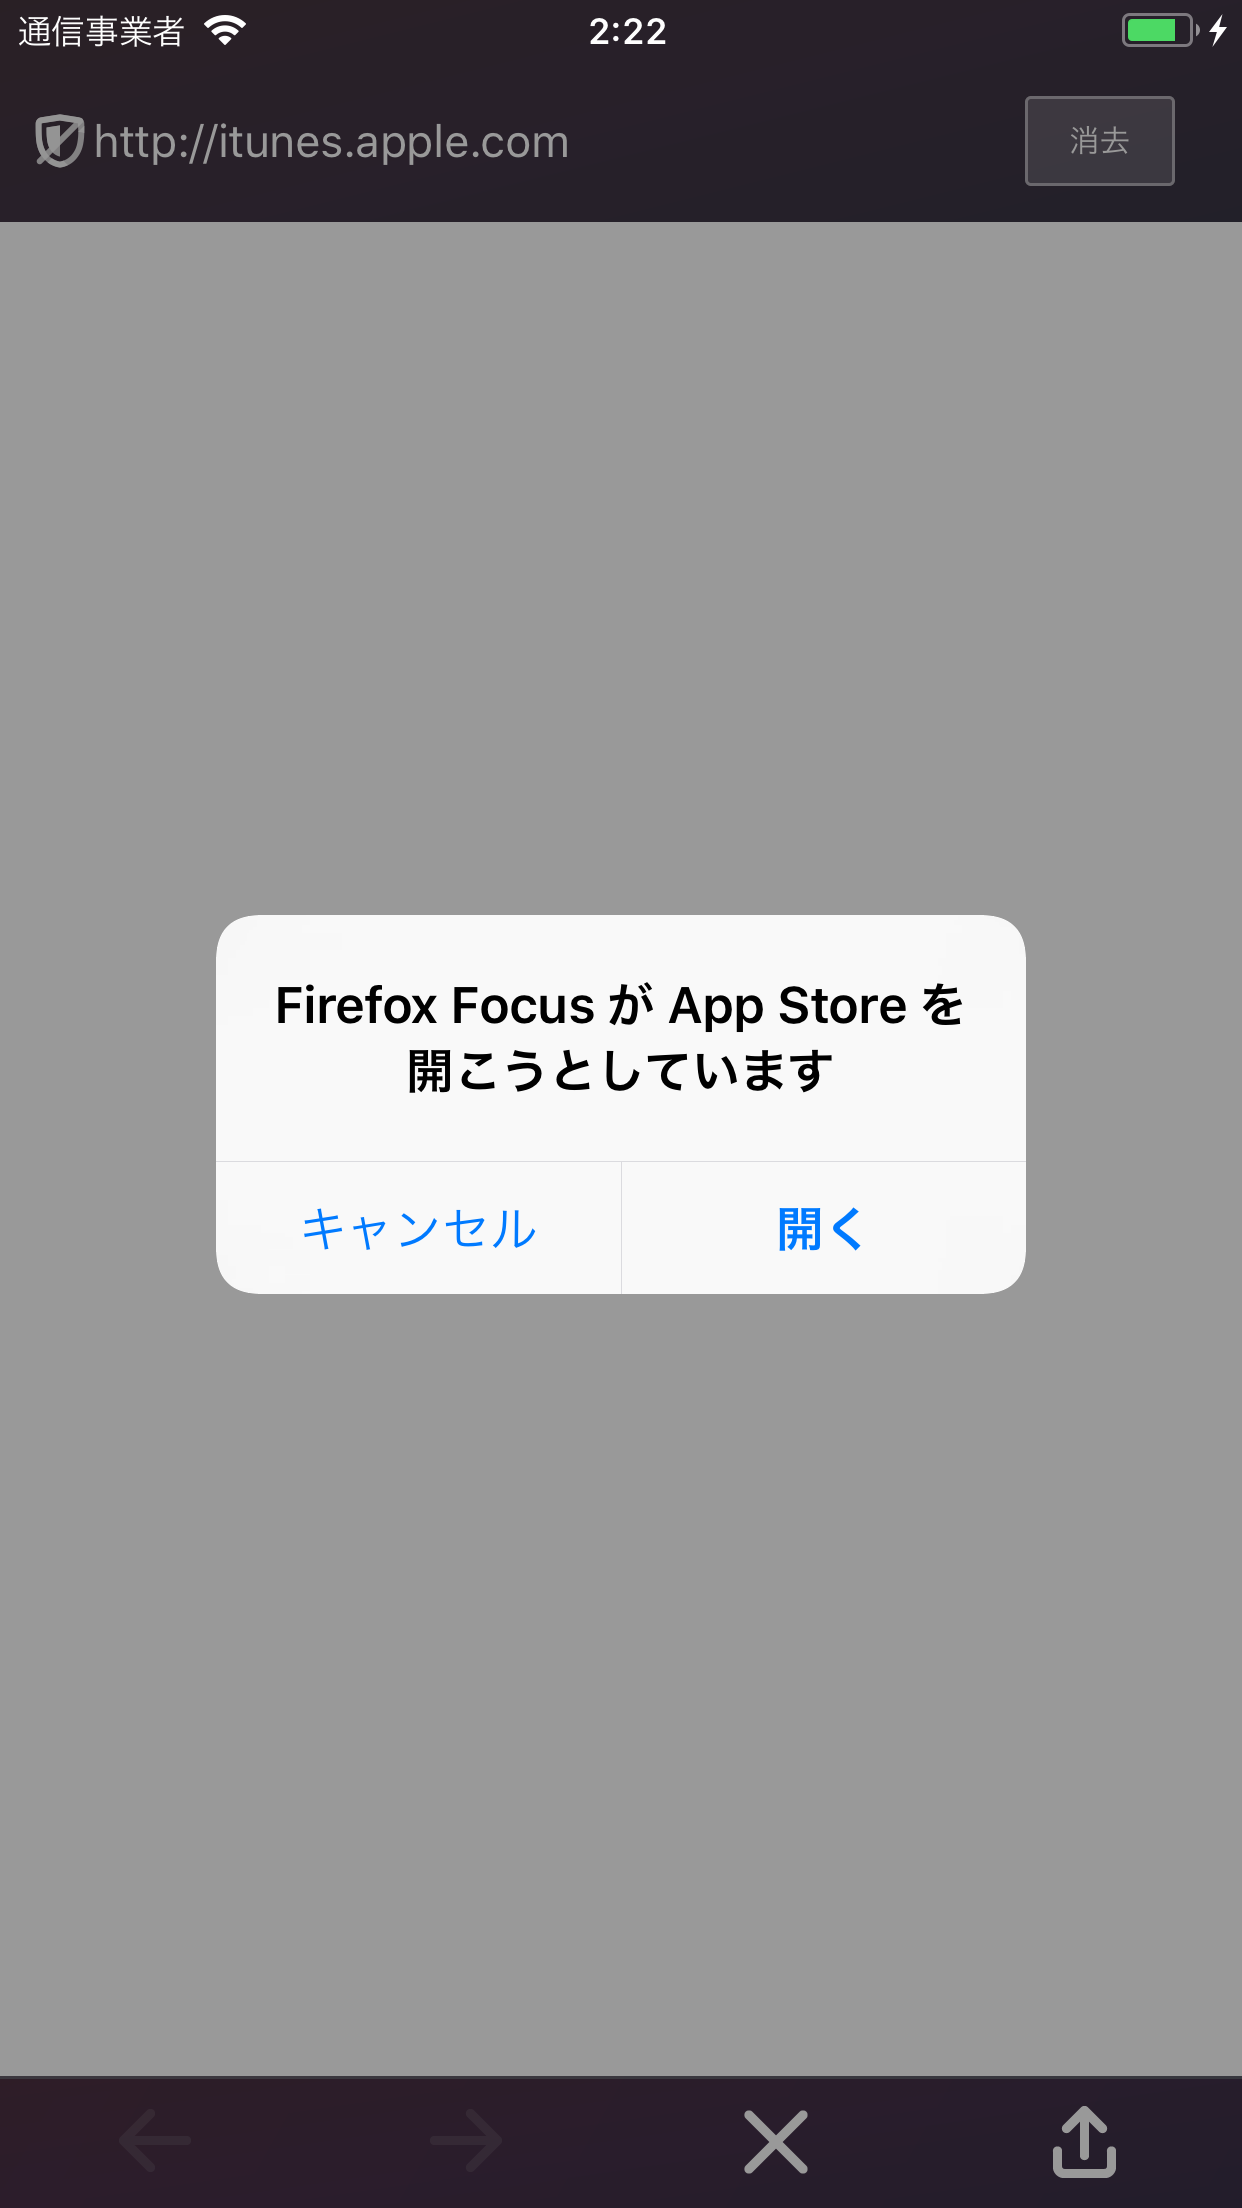 通信事業者 2:22
http://itunes.apple.com 消去
Firefox Focus が App Store を
開こうとしています
キャンセル 開く